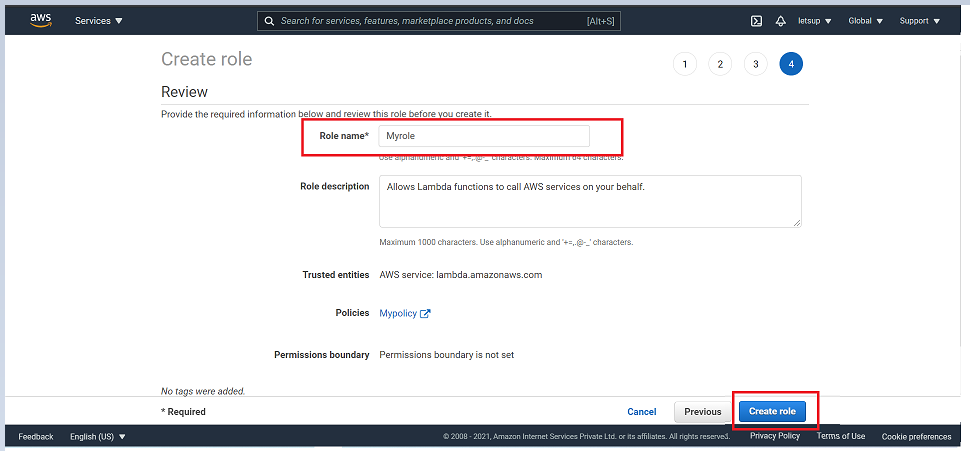 aws Services Search for services, features, marketplace products, and docs [Alt+S] letsup Global Support
Create role 1 2 3 4
Review
Provide the required information below and review this role before you create it.
Role name* Myrole
Use alphanumeric and '+=,.@-_' characters. Maximum 64 characters.
Role description Allows Lambda functions to call AWS services on your behalf.
Maximum 1000 characters. Use alphanumeric and '+=,.@-_' characters.
Trusted entities AWS service: lambda.amazonaws.com
Policies Mypolicy
Permissions boundary Permissions boundary is not set
No tags were added.
* Required Cancel Previous Create role
Feedback English (US) © 2008 - 2021, Amazon Internet Services Private Ltd. or its affiliates. All rights reserved. Privacy Policy Terms of Use Cookie preferences